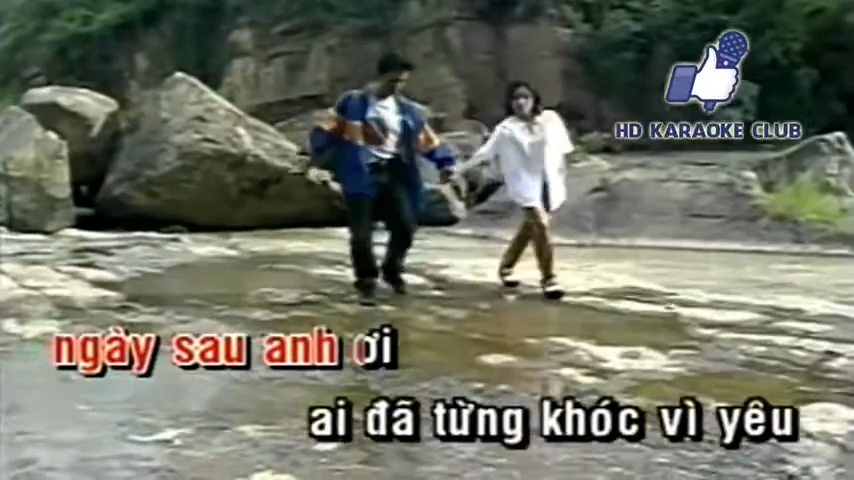 HD KARAOKE CLUB
ngày sau anh ơi
ai đã từng khóc vì yêu